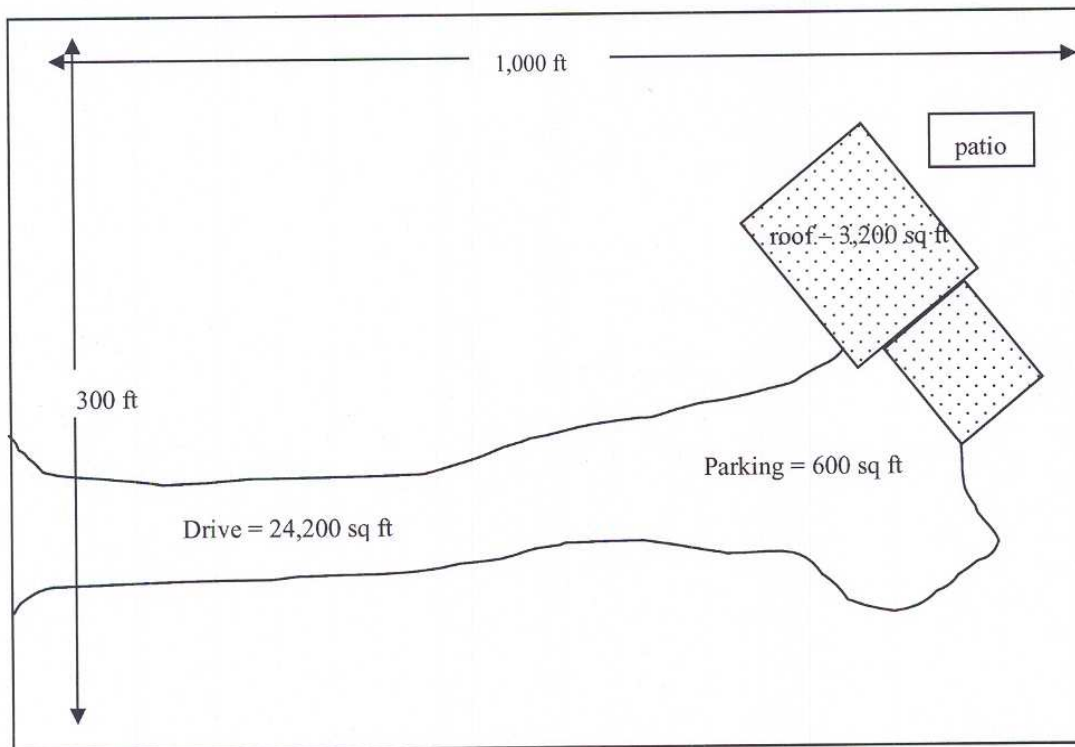 1,000 ft
patio
roof – 3,200 sq ft
300 ft
Parking = 600 sq ft
Drive = 24,200 sq ft